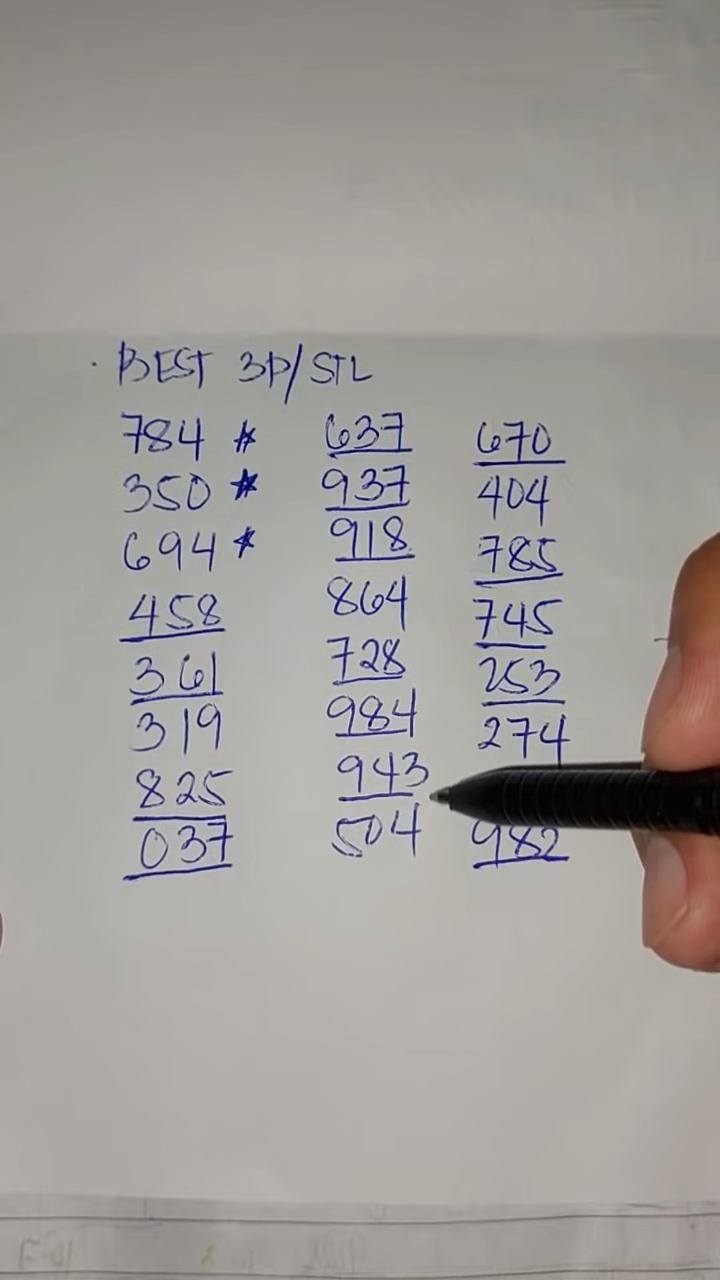 BEST 3D/STL
784 * 637 670
350 * 937 404
694 * 918 785
458 864 745
361 728 253
319 984 274
825 943
037 504 982